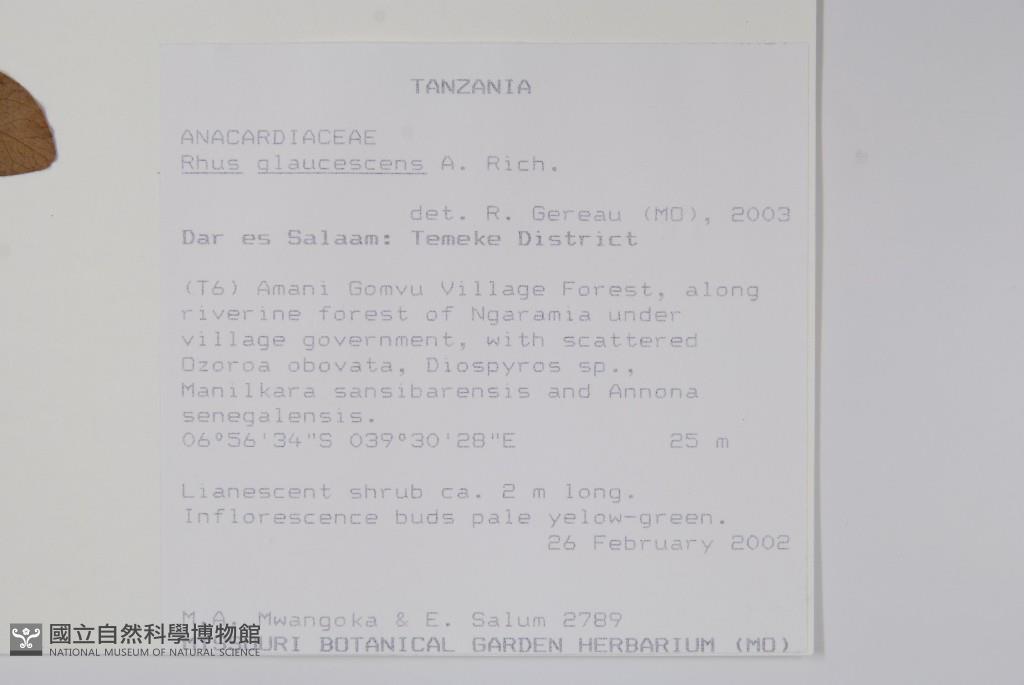 TANZANIA
ANACARDIACEAE
Rhus glaucescens A. Rich.
det. R. Gereau (MO), 2003
Dar es Salaam: Temeke District
(T6) Amani Gomvu Village Forest, along
riverine forest of Ngaramia under
village government, with scattered
Ozoroa obovata, Diospyros sp.,
Manilkara sansibarensis and Annona
senegalensis.
06°56'34"S 039°30'28"E 25 m
Lianescent shrub ca. 2 m long.
Inflorescence buds pale yelow-green.
26 February 2002
M.A. Mwangoka & E. Salum 2789
MISSOURI BOTANICAL GARDEN HERBARIUM (MO)
國立自然科學博物館
NATIONAL MUSEUM OF NATURAL SCIENCE